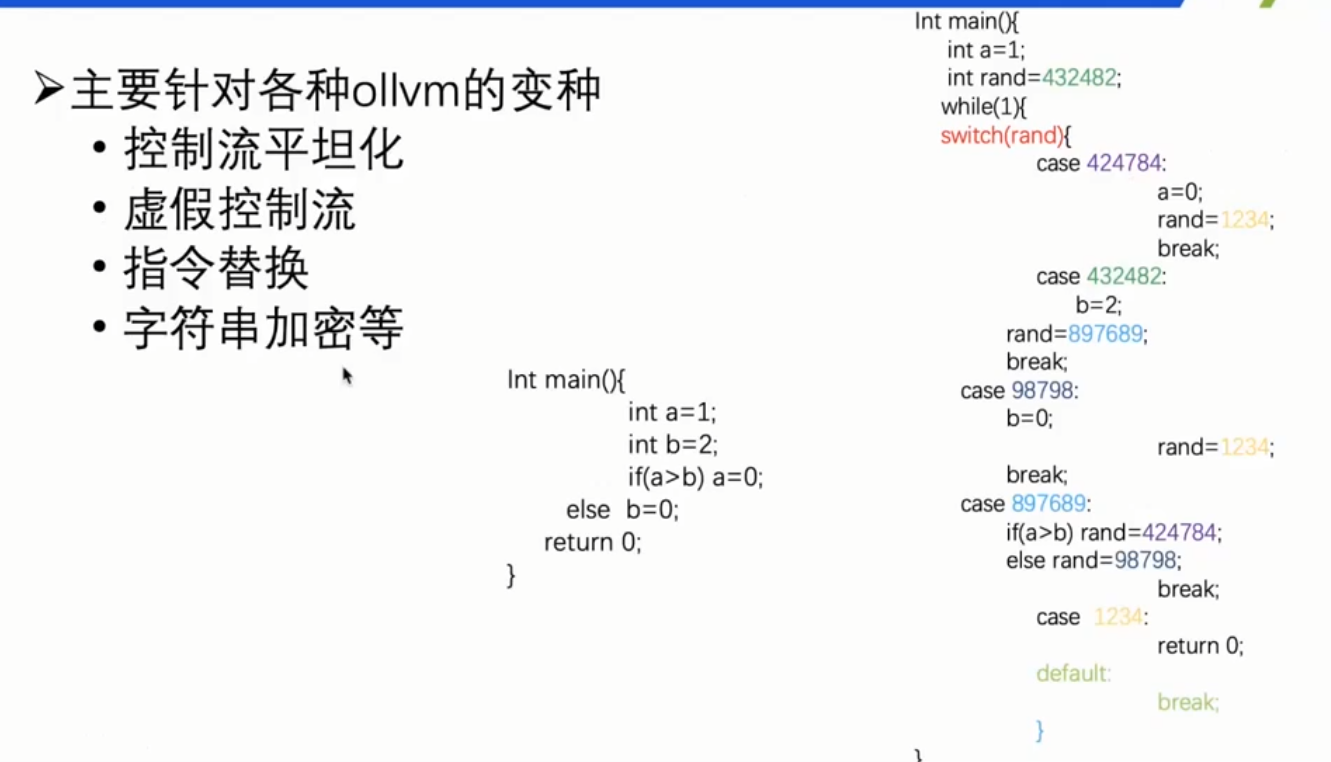 ➢主要针对各种ollvm的变种
• 控制流平坦化
• 虚假控制流
• 指令替换
• 字符串加密等
Int main(){
int a=1;
int b=2;
if(a>b) a=0;
else b=0;
return 0;
}
Int main(){
int a=1;
int rand=432482;
while(1){
switch(rand){
case 424784:
a=0;
rand=1234;
break;
case 432482:
b=2;
rand=897689;
break;
case 98798:
b=0;
rand=1234;
break;
case 897689:
if(a>b) rand=424784;
else rand=98798;
break;
case 1234:
return 0;
default:
break;
}
}